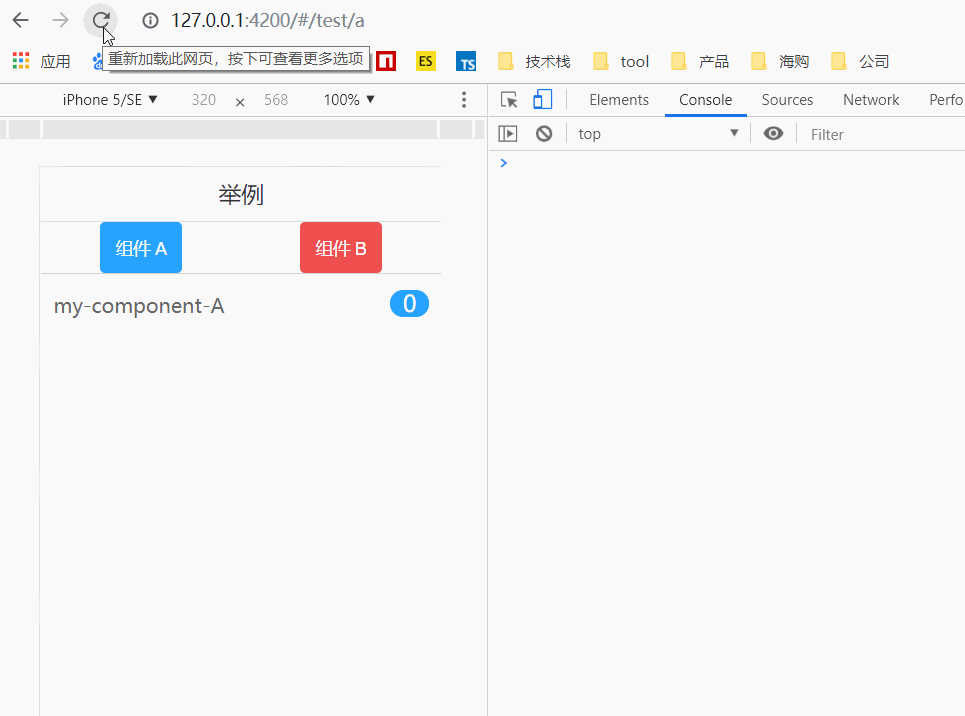 127.0.0.1:4200/#/test/a
应用
重新加载此网页，按下可查看更多选项
ES
TS
技术栈
tool
产品
海购
公司
iPhone 5/SE ▼ 320 × 568 100% ▼
Elements Console Sources Network Perfo
top ▼ Filter
>
举例
组件 A 组件 B
my-component-A 0